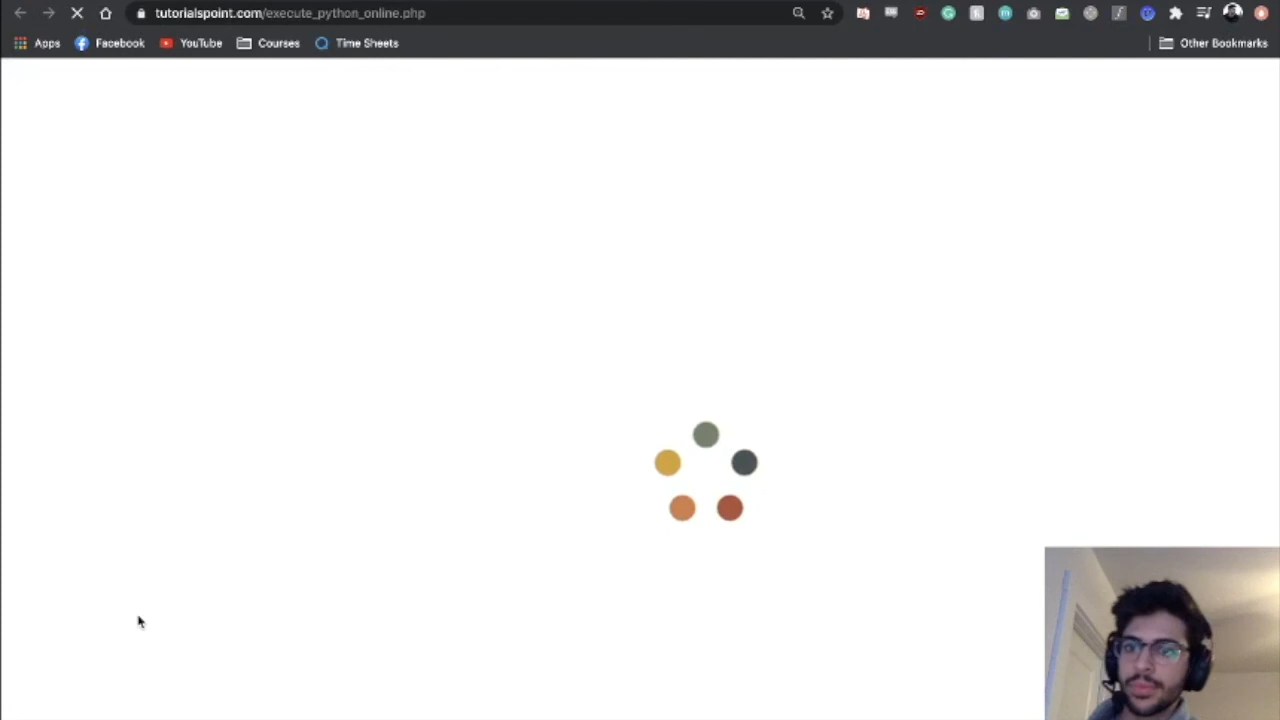 tutorialspoint.com/execute_python_online.php
Apps Facebook YouTube Courses Time Sheets Other Bookmarks